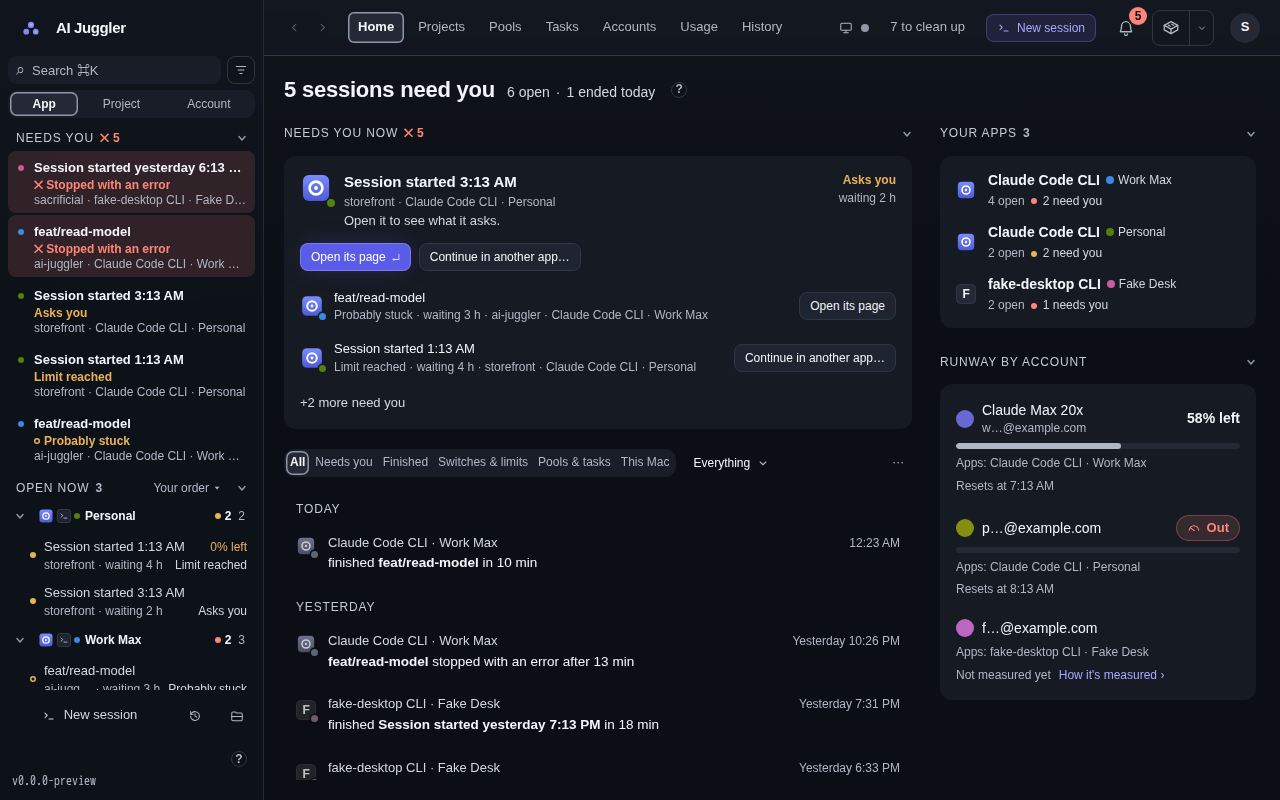 AI Juggler
Search ⌘K
App Project Account
NEEDS YOU 5
Session started yesterday 6:13 …
Stopped with an error
sacrificial · fake-desktop CLI · Fake D…
feat/read-model
Stopped with an error
ai-juggler · Claude Code CLI · Work …
Session started 3:13 AM
Asks you
storefront · Claude Code CLI · Personal
Session started 1:13 AM
Limit reached
storefront · Claude Code CLI · Personal
feat/read-model
Probably stuck
ai-juggler · Claude Code CLI · Work …
OPEN NOW 3 Your order
Personal 2 2
Session started 1:13 AM 0% left
storefront · waiting 4 h Limit reached
Session started 3:13 AM
storefront · waiting 2 h Asks you
Work Max 2 3
feat/read-model
ai-jugg… · waiting 3 h Probably stuck
New session
?
v0.0.0-preview
Home Projects Pools Tasks Accounts Usage History
7 to clean up
New session
5
S
5 sessions need you 6 open · 1 ended today ?
NEEDS YOU NOW 5
Session started 3:13 AM
storefront · Claude Code CLI · Personal
Open it to see what it asks.
Asks you
waiting 2 h
Open its page
Continue in another app…
feat/read-model
Probably stuck · waiting 3 h · ai-juggler · Claude Code CLI · Work Max
Open its page
Session started 1:13 AM
Limit reached · waiting 4 h · storefront · Claude Code CLI · Personal
Continue in another app…
+2 more need you
All Needs you Finished Switches & limits Pools & tasks This Mac
Everything
…
TODAY
Claude Code CLI · Work Max 12:23 AM
finished feat/read-model in 10 min
YESTERDAY
Claude Code CLI · Work Max Yesterday 10:26 PM
feat/read-model stopped with an error after 13 min
F
fake-desktop CLI · Fake Desk Yesterday 7:31 PM
finished Session started yesterday 7:13 PM in 18 min
F
fake-desktop CLI · Fake Desk Yesterday 6:33 PM
YOUR APPS 3
Claude Code CLI Work Max
4 open 2 need you
Claude Code CLI Personal
2 open 2 need you
F
fake-desktop CLI Fake Desk
2 open 1 needs you
RUNWAY BY ACCOUNT
Claude Max 20x
w…@example.com
58% left
Apps: Claude Code CLI · Work Max
Resets at 7:13 AM
p…@example.com Out
Apps: Claude Code CLI · Personal
Resets at 8:13 AM
f…@example.com
Apps: fake-desktop CLI · Fake Desk
Not measured yet How it's measured ›